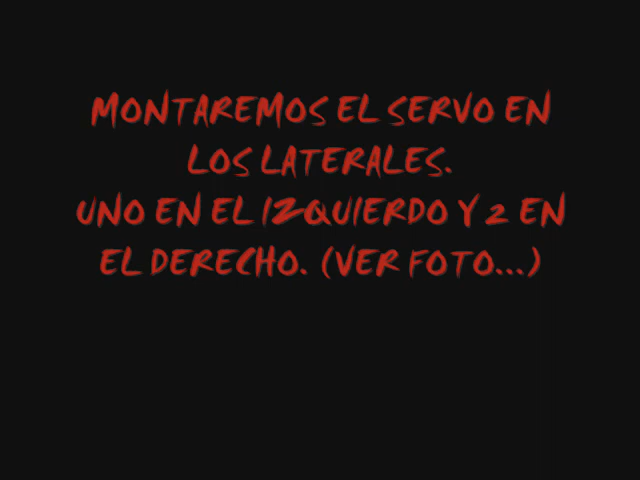 MONTAREMOS EL SERVO EN
LOS LATERALES.
UNO EN EL IZQUIERDO Y 2 EN
EL DERECHO. (VER FOTO...)